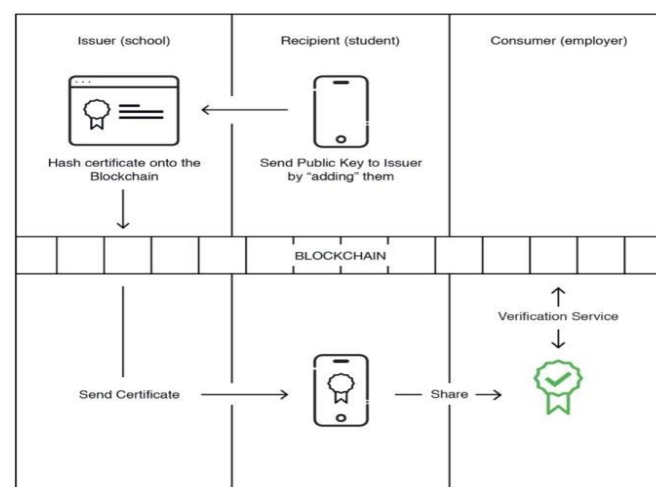 Issuer (school)
Recipient (student)
Consumer (employer)
Hash certificate onto the
Blockchain
Send Public Key to Issuer
by “adding” them
BLOCKCHAIN
Verification Service
Send Certificate
Share